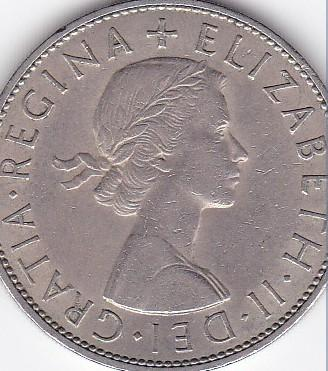 + ELIZABETH · II · DEI · GRATIA · REGINA